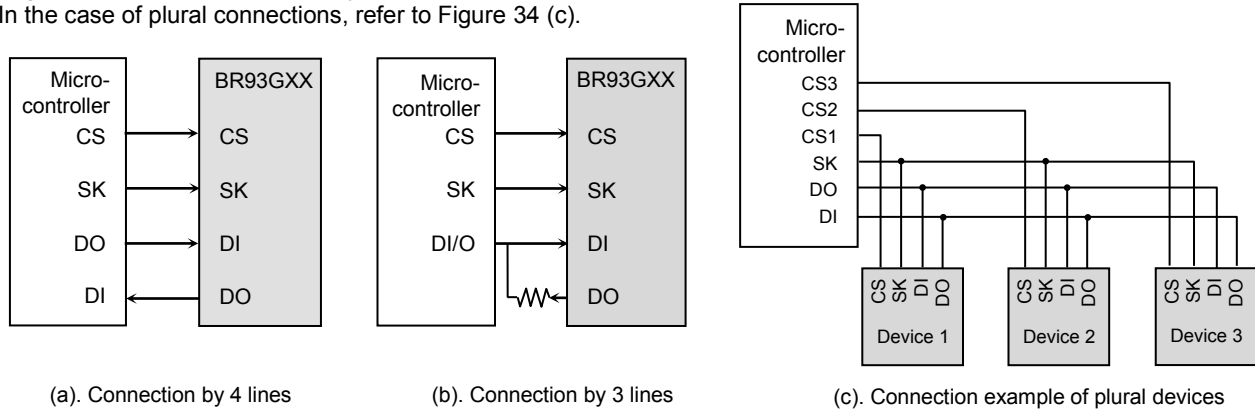 In the case of plural connections, refer to Figure 34 (c).
Micro-
controller
CS
SK
DO
DI
BR93GXX
CS
SK
DI
DO
(a). Connection by 4 lines
Micro-
controller
CS
SK
DI/O
BR93GXX
CS
SK
DI
DO
(b). Connection by 3 lines
Micro-
controller
CS3
CS2
CS1
SK
DO
DI
CS
SK
DI
DO
Device 1
CS
SK
DI
DO
Device 2
CS
SK
DI
DO
Device 3
(c). Connection example of plural devices